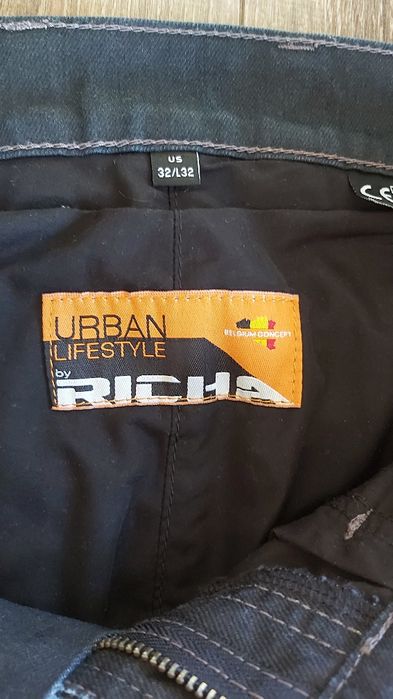 US
32/L32
CE
URBAN
LIFESTYLE
BELGIUM CONCEPT
by
RICHA